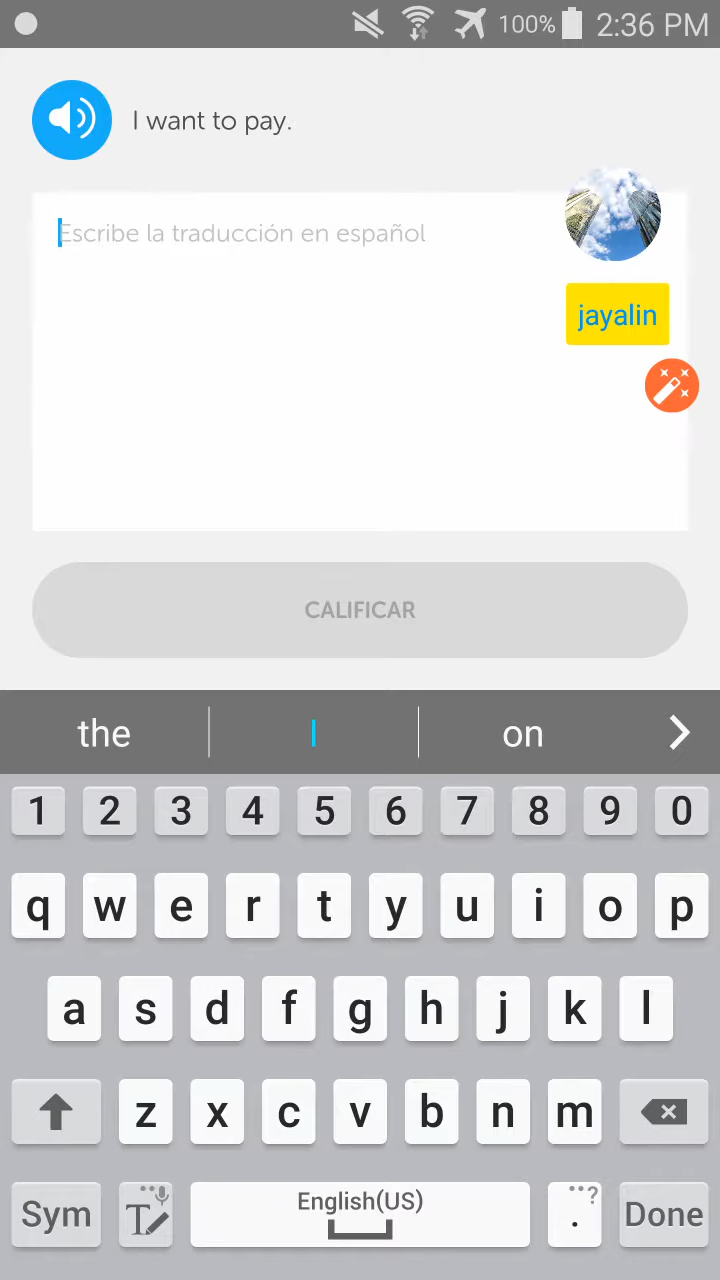 100% 2:36 PM
I want to pay.
Escribe la traducción en español
jayalin
CALIFICAR
the I on
1 2 3 4 5 6 7 8 9 0
q w e r t y u i o p
a s d f g h j k l
z x c v b n m
Sym T English(US) . ? Done